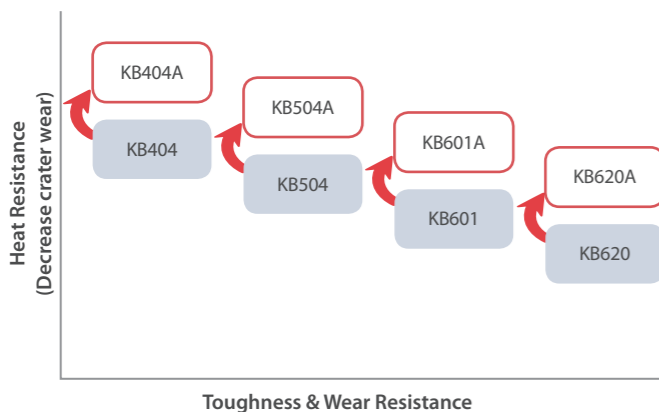 KB404A
KB504A
KB601A
KB404
KB504
KB620A
KB601
KB620
Heat Resistance
(Decrease crater wear)
Toughness & Wear Resistance